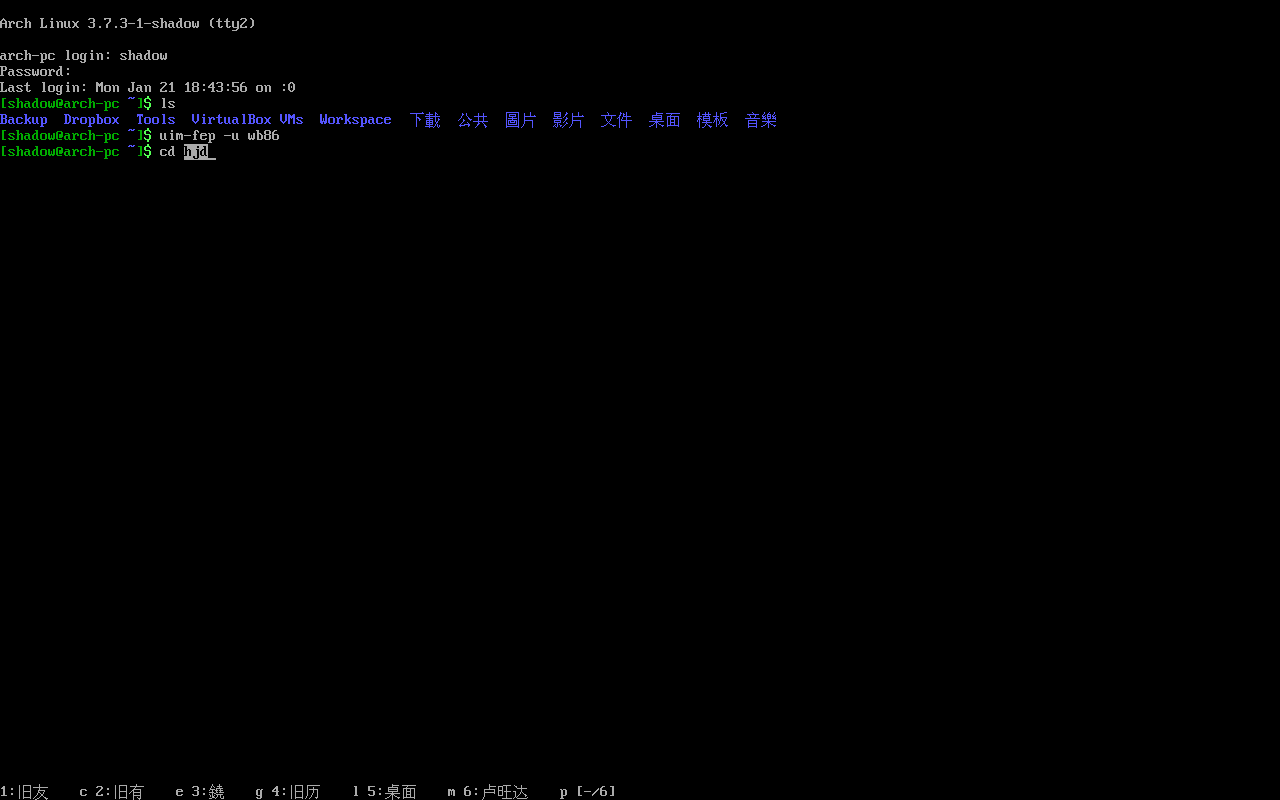 Arch Linux 3.7.3-1-shadow (tty2)
arch-pc login: shadow
Password:
Last login: Mon Jan 21 18:43:56 on :0
[shadow@arch-pc ~]$ ls
Backup  Dropbox  Tools  VirtualBox VMs  Workspace  下載  公共  圖片  影片  文件  桌面  模板  音樂
[shadow@arch-pc ~]$ uim-fep -u wb86
[shadow@arch-pc ~]$ cd hjd_
1:旧友    c 2:旧有    e 3:鐃    g 4:旧历    l 5:桌面    m 6:卢旺达    p [-/6]